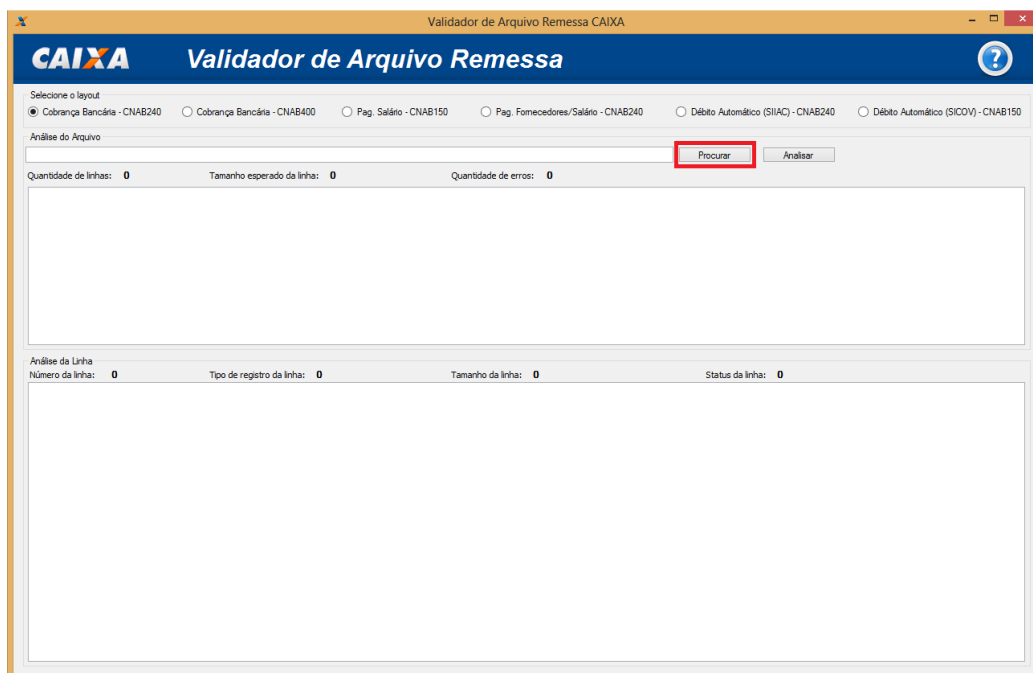 Validador de Arquivo Remessa CAIXA
CAIXA Validador de Arquivo Remessa ?
Selecione o layout
Cobrança Bancária - CNAB240 Cobrança Bancária - CNAB400 Pag. Salário - CNAB150 Pag. Fornecedores/Salário - CNAB240 Débito Automático (SIIAC) - CNAB240 Débito Automático (SICOV) - CNAB150
Análise do Arquivo
Procurar Analisar
Quantidade de linhas: 0 Tamanho esperado da linha: 0 Quantidade de erros: 0
Análise da Linha
Número da linha: 0 Tipo de registro da linha: 0 Tamanho da linha: 0 Status da linha: 0